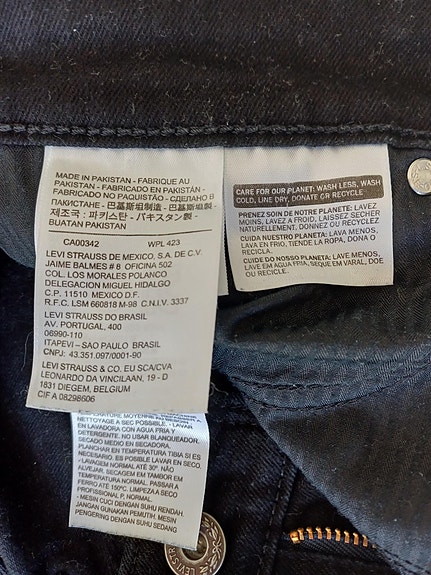 MADE IN PAKISTAN - FABRIQUE AU
PAKISTAN - FABRICADO EN PAKISTÁN -
FABRICADO NO PAQUISTÃO - СДЕЛАНО В
ПАКИСТАНЕ - 巴基斯坦制造 - 巴基斯坦製造 -
제조국 : 파키스탄 - パキスタン製 -
BUATAN PAKISTAN
CA00342 WPL 423
LEVI STRAUSS DE MEXICO, S.A. DE C.V.
JAIME BALMES # 8 OFICINA 502
COL. LOS MORALES POLANCO
DELEGACION MIGUEL HIDALGO
C.P. 11510 MEXICO D.F.
R.F.C. LSM 660818 M-98 C.N.I.V. 3337
LEVI STRAUSS DO BRASIL
AV. PORTUGAL, 400
06990-110
ITAPEVI – SAO PAULO BRASIL
CNPJ: 43.351.097/0001-90
LEVI STRAUSS & CO. EU SCA/CVA
LEONARDO DA VINCILAAN, 19 - D
1831 DIEGEM, BELGIUM
CIF A 08298606
CARE FOR OUR PLANET: WASH LESS, WASH
COLD, LINE DRY, DONATE OR RECYCLE
PRENEZ SOIN DE NOTRE PLANETE: LAVEZ
MOINS, LAVEZ A FROID, LAISSEZ SECHER
NATURELLEMENT, DONNEZ OU RECYCLEZ
CUIDA NUESTRO PLANETA: LAVA MENOS,
LAVA EN FRIO, TIENDE LA ROPA, DONA O
RECICLA.
CUIDE DO NOSSO PLANETA: LAVE MENOS,
LAVE EM AGUA FRIA, SEQUE EM VARAL, DOE
OU RECICLE.
NETTOYAGE A SEC POSSIBLE. - LAVAR
EN LAVADORA CON AGUA FRIA Y
DETERGENTE. NO USAR BLANQUEADOR.
SECADO MEDIO EN SECADORA.
PLANCHAR EN TEMPERATURA TIBIA SI ES
NECESARIO. ES POSIBLE LAVAR EN SECO.
- LAVAGEM NORMAL ATÉ 30º, NÃO
ALVEJAR. SECAGEM EM TAMBOR EM
TEMPERATURA NORMAL. PASSAR A
FERRO ATÉ 150ºC. LIMPEZA A SECO
PROFISSIONAL P, NORMAL.
- MESIN CUCI DENGAN SUHU RENDAH.
JANGAN GUNAKAN PEMUTIH. MESIN
PENGERING DENGAN SUHU SEDANG